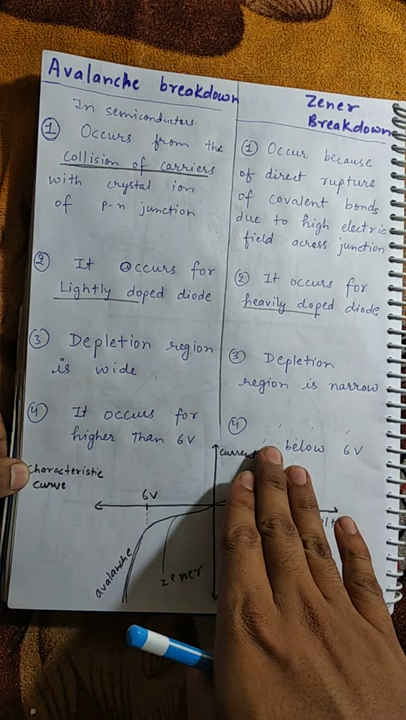 Avalanche breakdown
In semiconductors
① Occurs from the
Collision of carriers
with crystal ion
of p-n junction
② It occurs for
Lightly doped diode
③ Depletion region
is wide
④ It occurs for
higher than 6V
Zener
Breakdown
① Occur because
of direct rupture
of covalent bonds
due to high electric
field across junction
② It occurs for
heavily doped diode
③ Depletion
region is narrow
④
below 6V
Characteristic
curve
6V
current
avalanche
zener